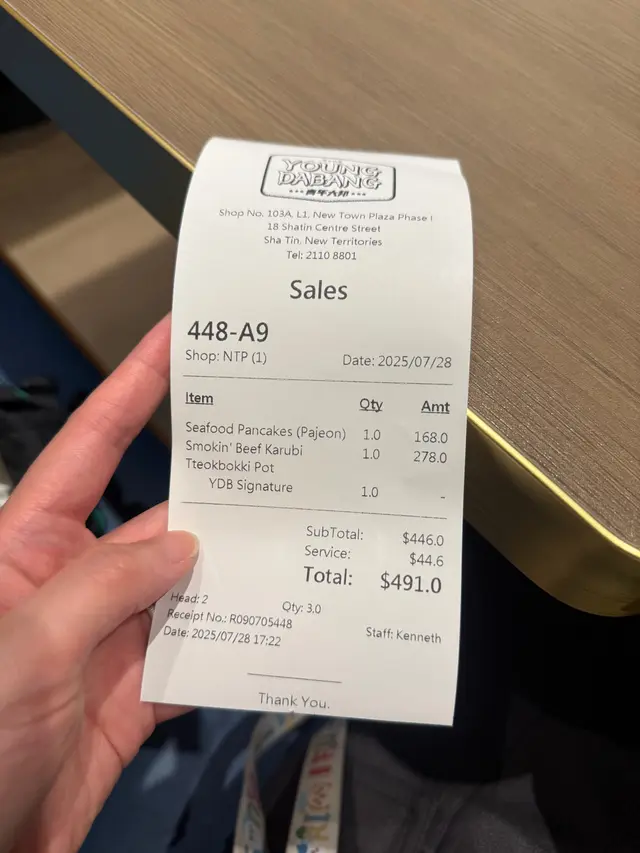 YOUNG
DABANG
青年大邦
Shop No. 103A, L1, New Town Plaza Phase I
18 Shatin Centre Street
Sha Tin, New Territories
Tel: 2110 8801
Sales
448-A9
Shop: NTP (1) Date: 2025/07/28
Item Qty Amt
Seafood Pancakes (Pajeon) 1.0 168.0
Smokin' Beef Karubi 1.0 278.0
Tteokbokki Pot
YDB Signature 1.0 -
SubTotal: $446.0
Service: $44.6
Total: $491.0
Head: 2 Qty: 3.0
Receipt No.: R090705448
Date: 2025/07/28 17:22 Staff: Kenneth
Thank You.